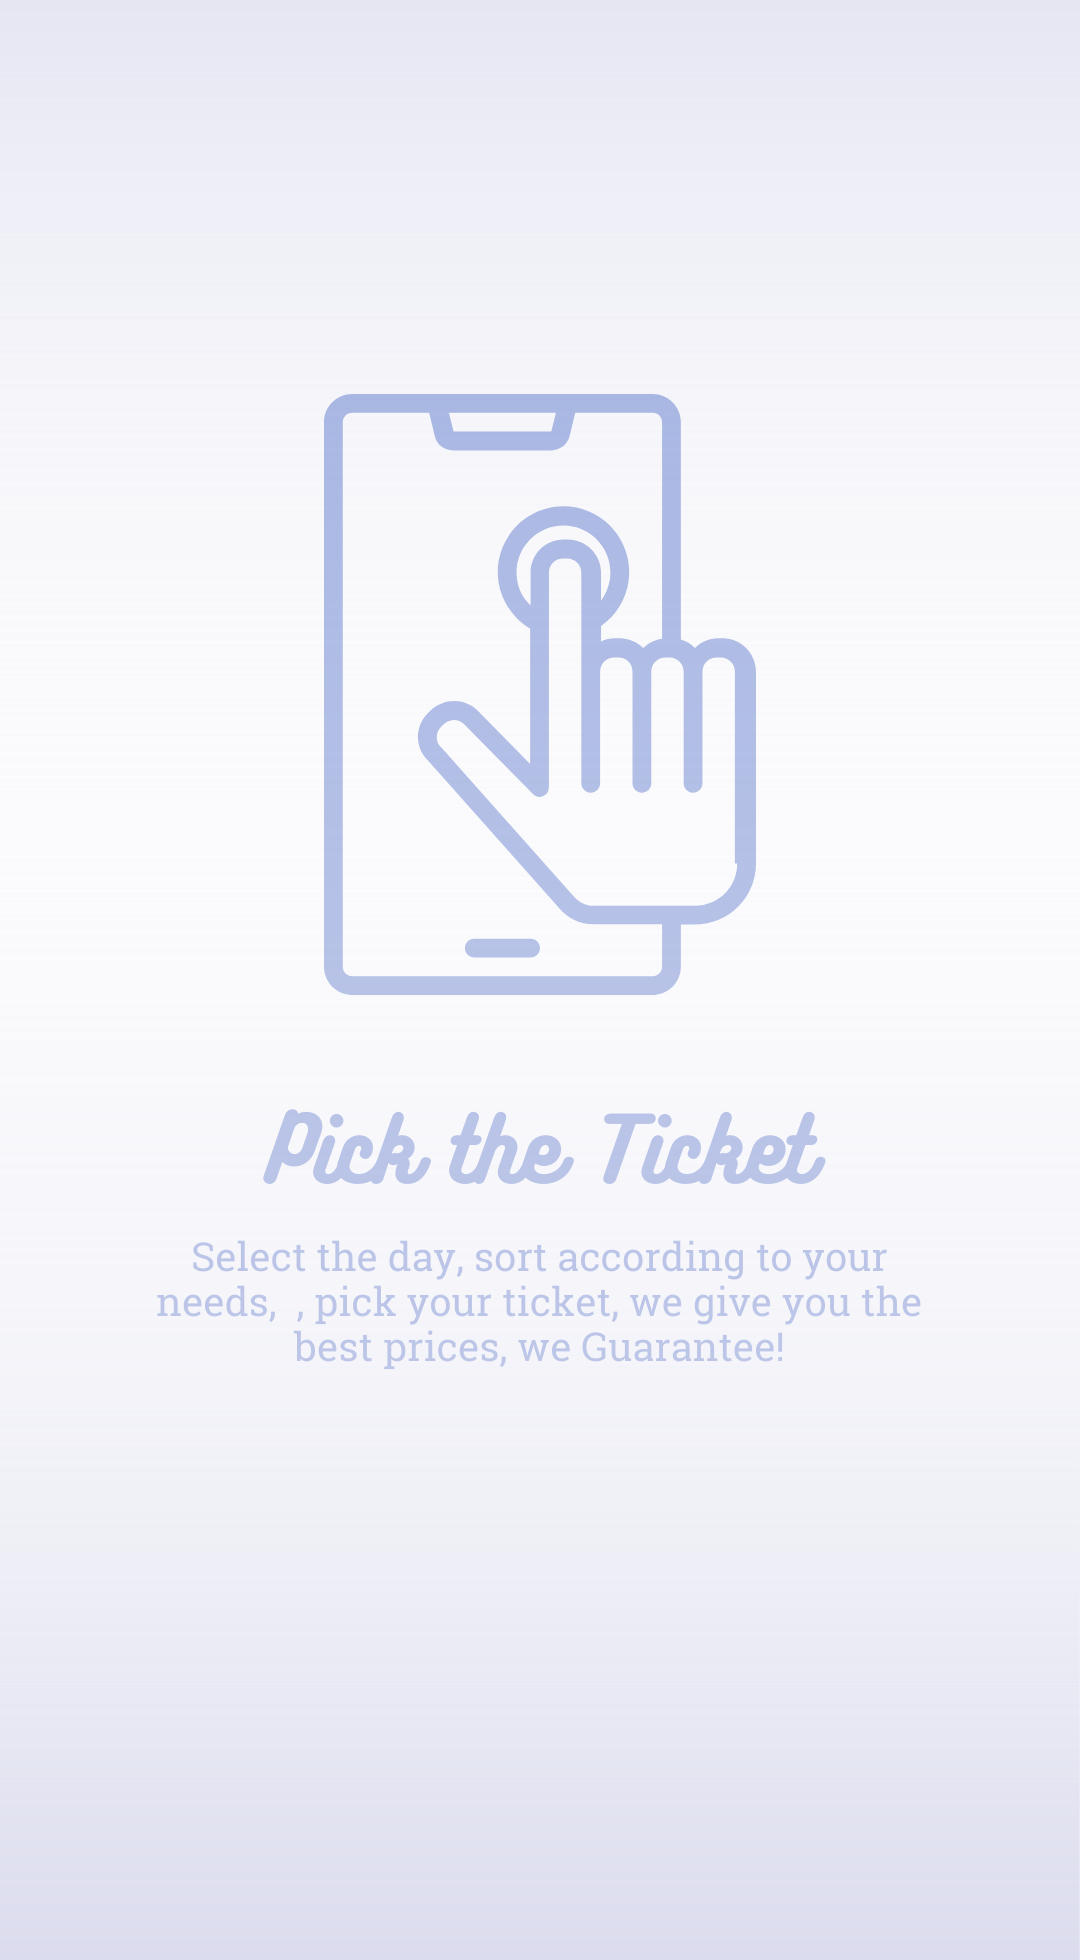 Pick the Ticket
Select the day, sort according to your
needs,  , pick your ticket, we give you the
best prices, we Guarantee!